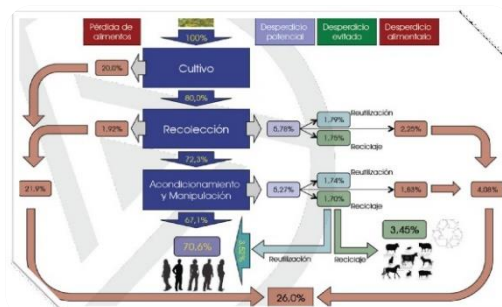 Pérdida de
alimentos
100%
Desperdicio
potencial
Desperdicio
evitado
Desperdicio
alimentario
20,0%
Cultivo
80,0%
1,92%
Recolección
5,78%
1,79%
Reutilización
1,75%
Reciclaje
2,25%
72,3%
21.9%
Acondicionamiento
y Manipulación
5,27%
1,74%
Reutilización
1,70%
Reciclaje
1,83%
4,08%
67,1%
70,6%
3,52%
Reutilización
Reciclaje
3,45%
26.0%